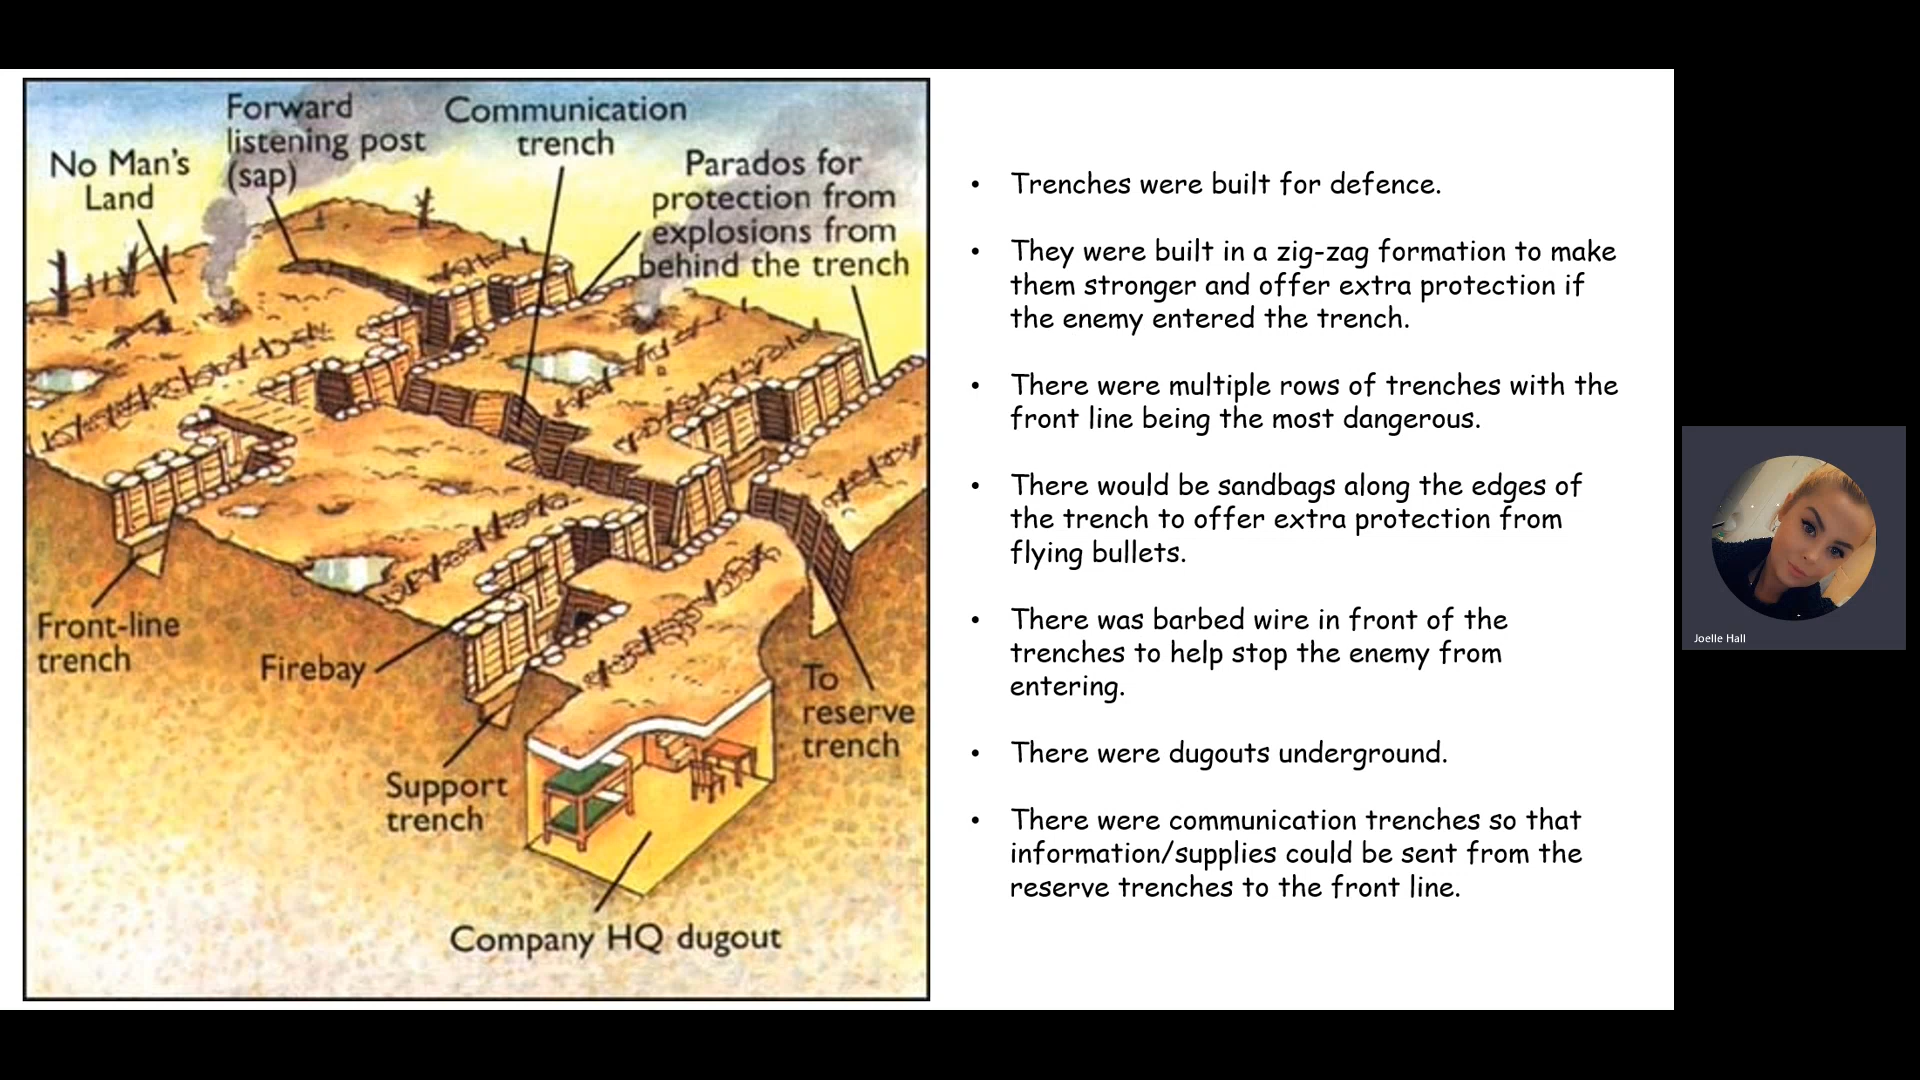 Forward
listening post
(sap)
Communication
trench
No Man's
Land
Parados for
protection from
explosions from
behind the trench
Front-line
trench
Firebay
To
reserve
trench
Support
trench
Company HQ dugout
• Trenches were built for defence.
• They were built in a zig-zag formation to make
them stronger and offer extra protection if
the enemy entered the trench.
• There were multiple rows of trenches with the
front line being the most dangerous.
• There would be sandbags along the edges of
the trench to offer extra protection from
flying bullets.
• There was barbed wire in front of the
trenches to help stop the enemy from
entering.
• There were dugouts underground.
• There were communication trenches so that
information/supplies could be sent from the
reserve trenches to the front line.
Joelle Hall